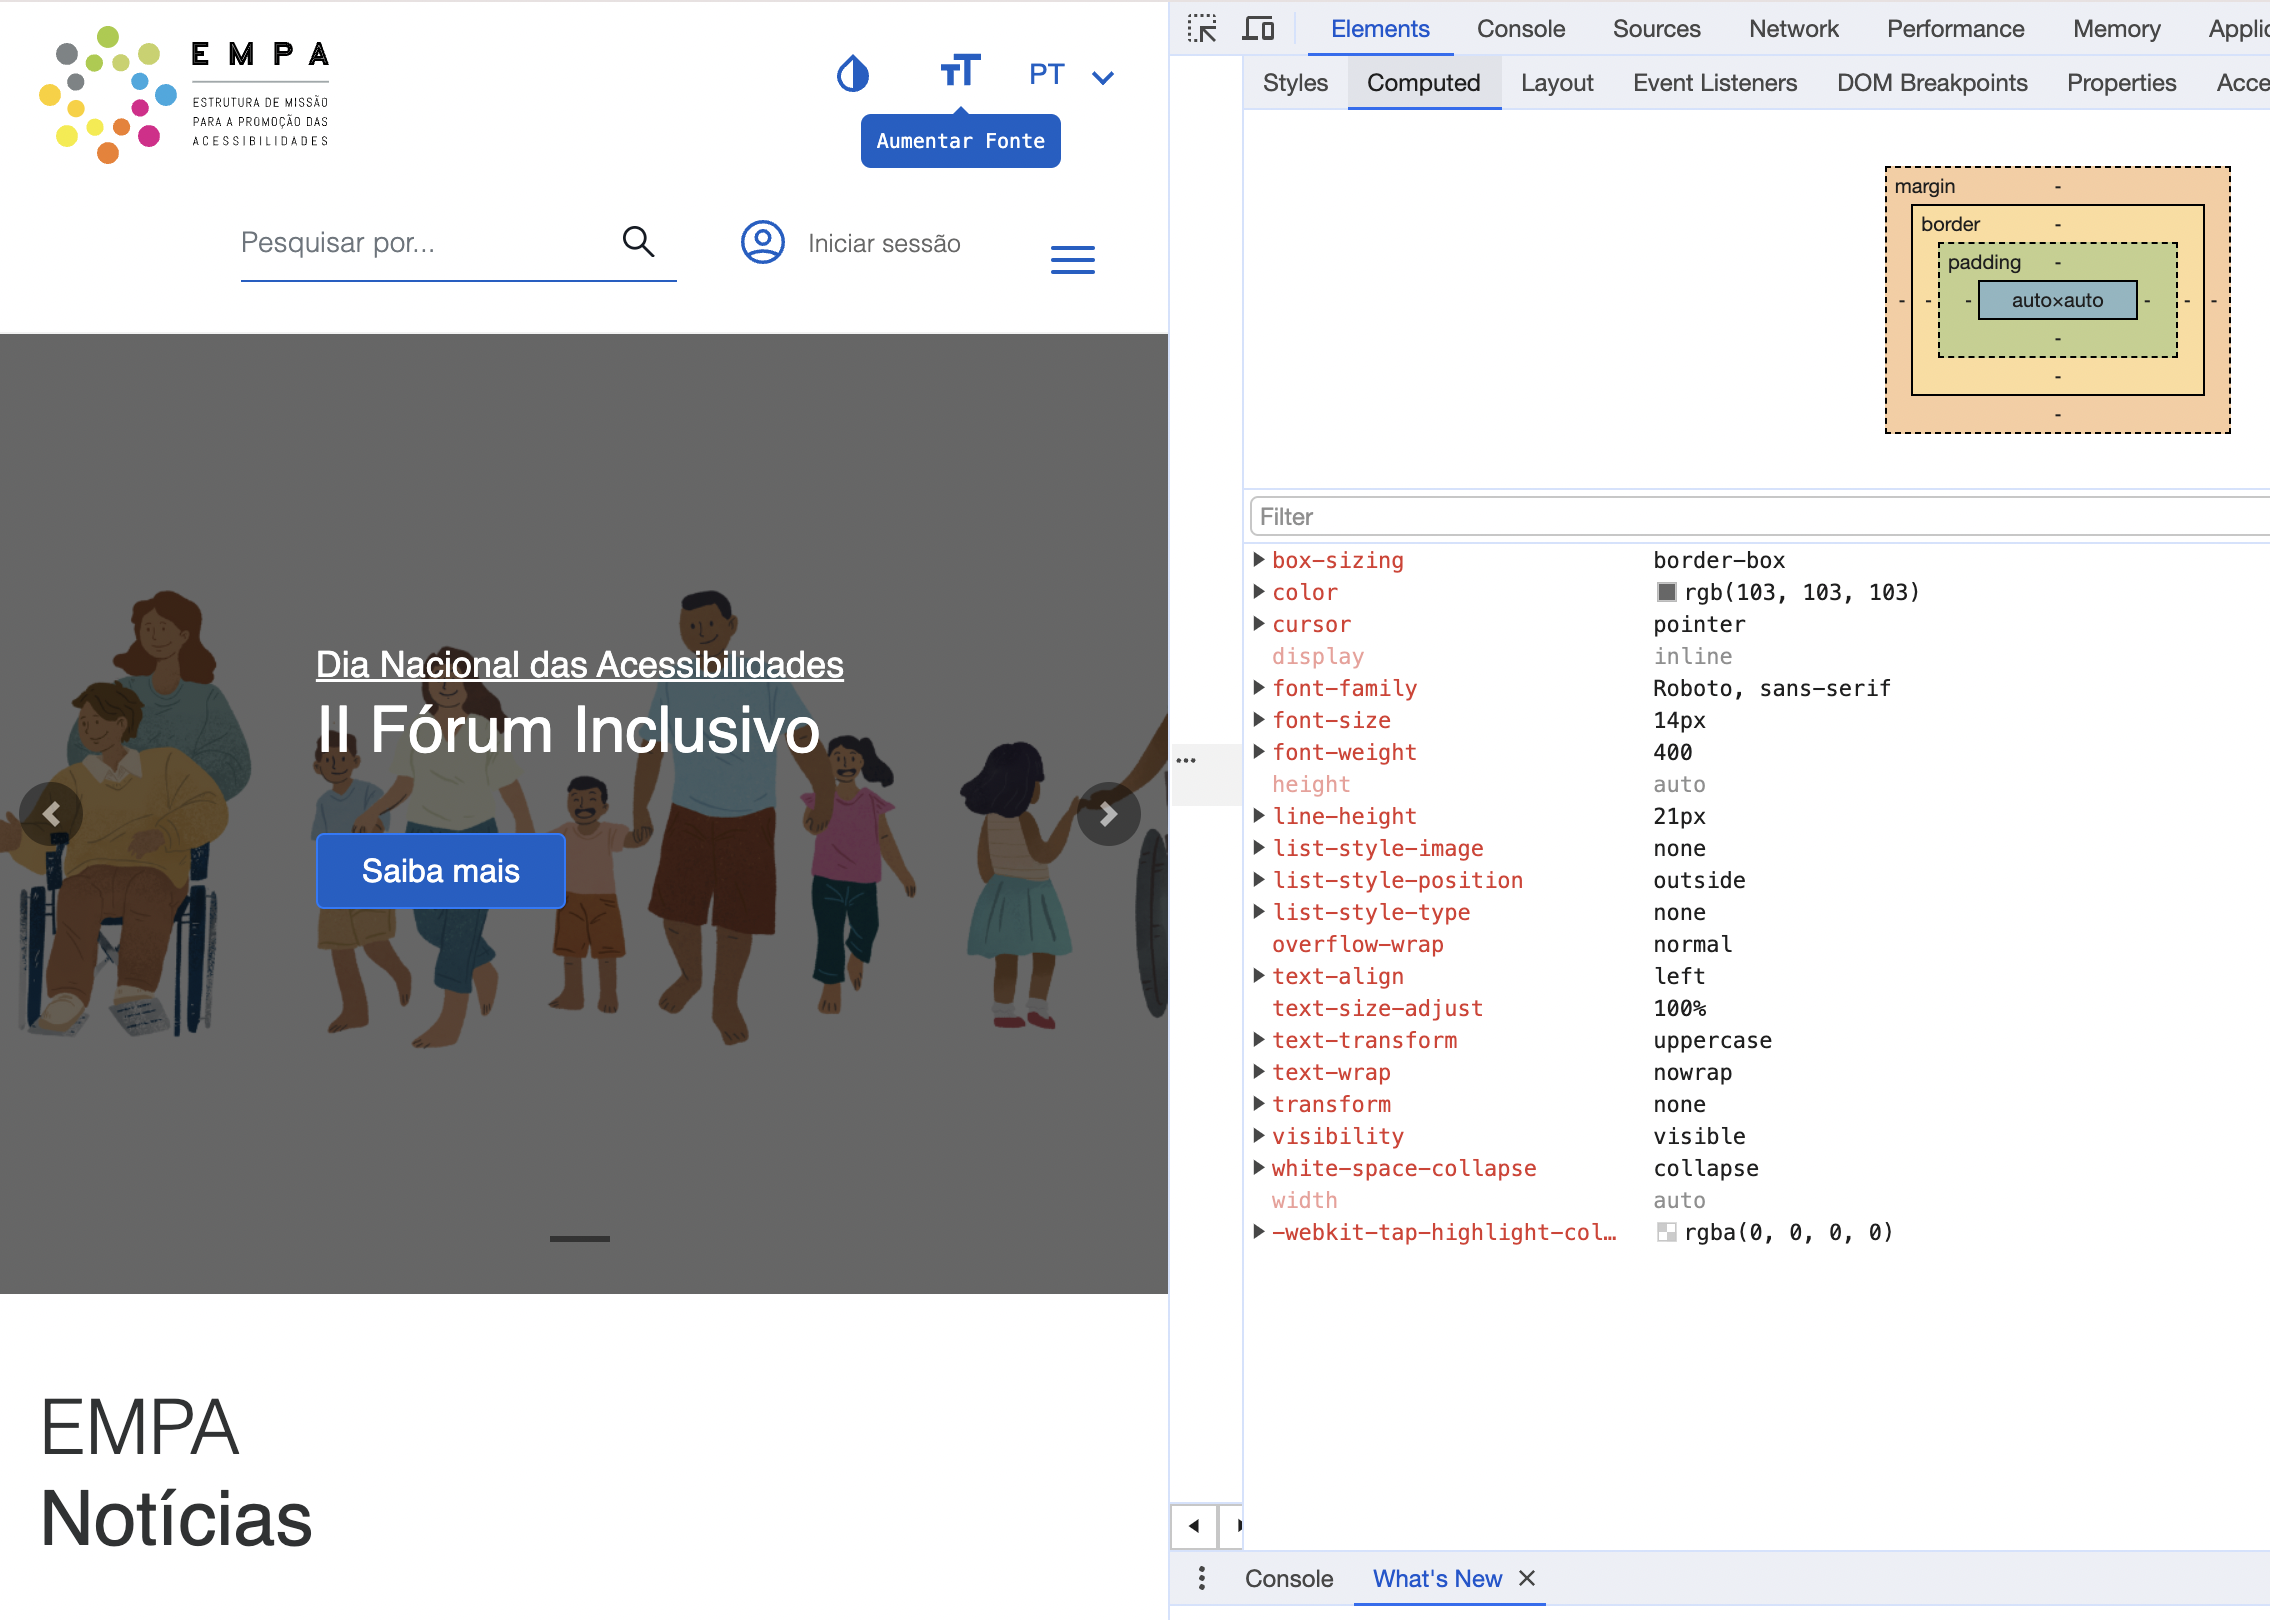 EMPA
ESTRUTURA DE MISSÃO
PARA A PROMOÇÃO DAS
ACESSIBILIDADES
PT
Aumentar Fonte
Pesquisar por...
Iniciar sessão
Dia Nacional das Acessibilidades
II Fórum Inclusivo
Saiba mais
EMPA
Notícias
Elements Console Sources Network Performance Memory Applic
Styles Computed Layout Event Listeners DOM Breakpoints Properties Acce
margin -
border -
padding -
- - - auto×auto - - -
-
-
-
Filter
box-sizing border-box
color rgb(103, 103, 103)
cursor pointer
display inline
font-family Roboto, sans-serif
font-size 14px
font-weight 400
height auto
line-height 21px
list-style-image none
list-style-position outside
list-style-type none
overflow-wrap normal
text-align left
text-size-adjust 100%
text-transform uppercase
text-wrap nowrap
transform none
visibility visible
white-space-collapse collapse
width auto
-webkit-tap-highlight-col… rgba(0, 0, 0, 0)
Console What's New